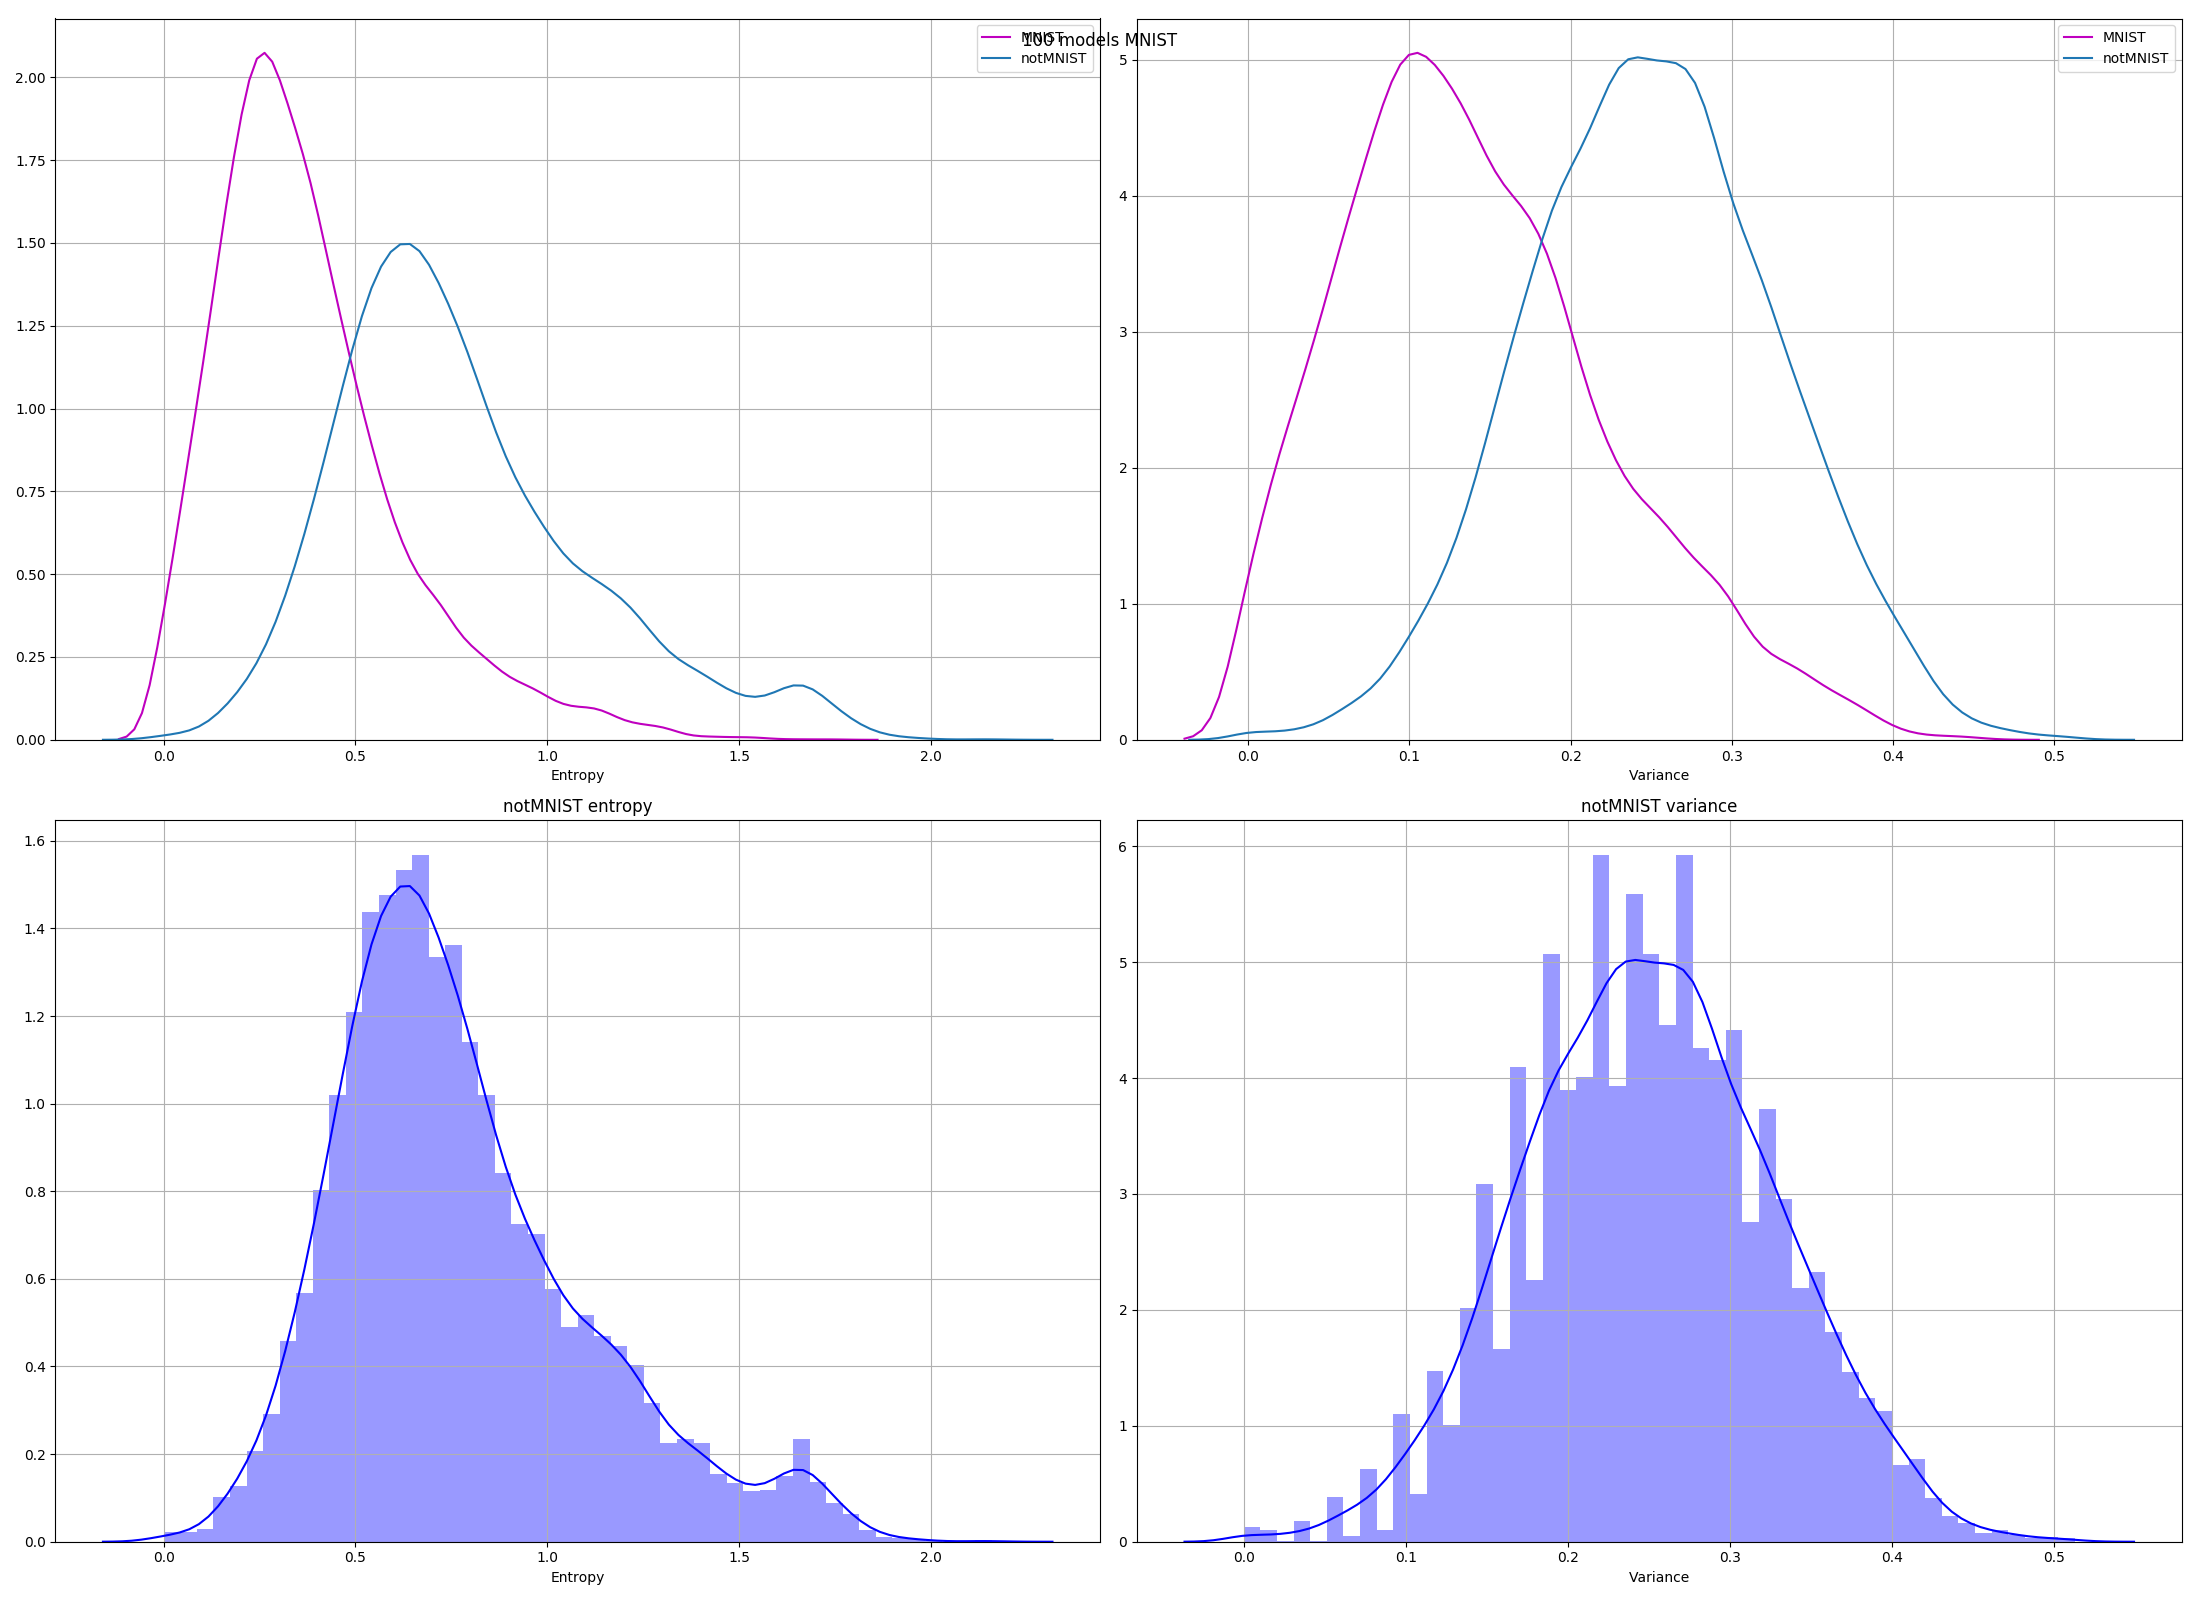 100 models MNIST
MNIST
notMNIST
2.00
1.75
1.50
1.25
1.00
0.75
0.50
0.25
0.00
0.0 0.5 1.0 1.5 2.0
Entropy
MNIST
notMNIST
5
4
3
2
1
0
0.0 0.1 0.2 0.3 0.4 0.5
Variance
notMNIST entropy
1.6
1.4
1.2
1.0
0.8
0.6
0.4
0.2
0.0
0.0 0.5 1.0 1.5 2.0
Entropy
notMNIST variance
6
5
4
3
2
1
0
0.0 0.1 0.2 0.3 0.4 0.5
Variance